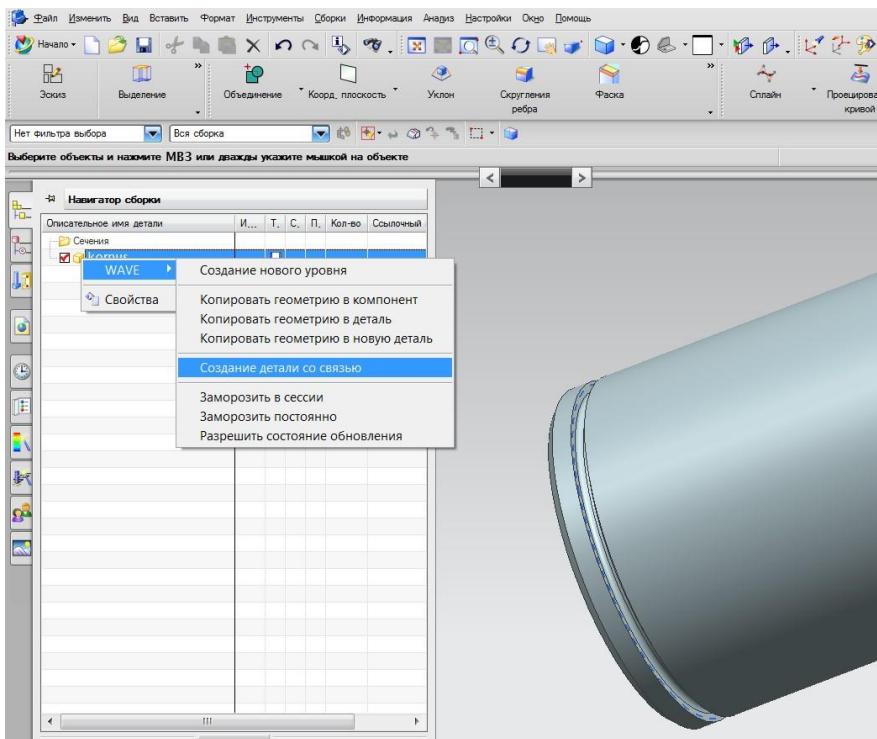 Файл Изменить Вид Вставить Формат Инструменты Сборки Информация Анализ Настройки Окно Помощь
Начало
Эскиз Выделение Объединение Коорд_плоскость Уклон Скругления ребра Фаска Сплайн Проецирова кривой
Нет фильтра выбора Вся сборка
Выберите объекты и нажмите МВ3 или дважды укажите мышкой на объекте
Навигатор сборки
Описательное имя детали И... Т. С. П. Кол-во Ссылочный
Сечения
korpus
WAVE
Свойства
Создание нового уровня
Копировать геометрию в компонент
Копировать геометрию в деталь
Копировать геометрию в новую деталь
Создание детали со связью
Заморозить в сессии
Заморозить постоянно
Разрешить состояние обновления